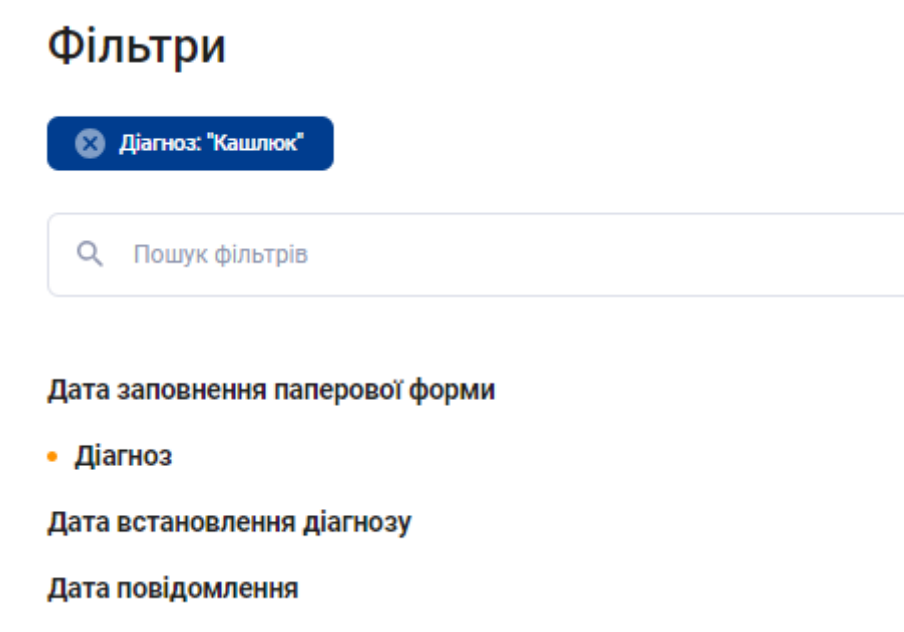 Фільтри
Діагноз: "Кашлюк"
Пошук фільтрів
Дата заповнення паперової форми
• Діагноз
Дата встановлення діагнозу
Дата повідомлення